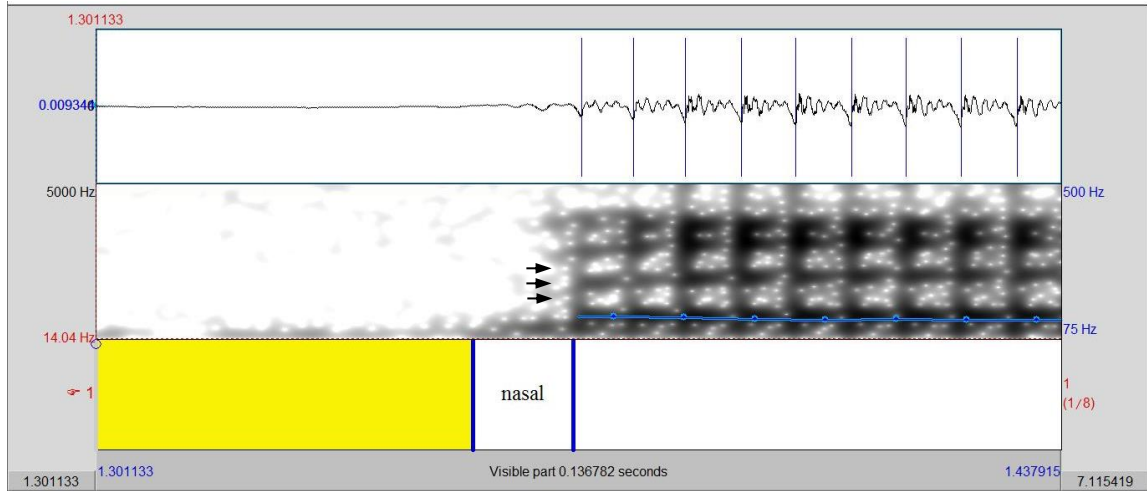 1.301133
0.009344
5000 Hz
500 Hz
14.04 Hz
75 Hz
1
nasal
1
(1/8)
1.301133
1.301133
Visible part 0.136782 seconds
1.437915
7.115419